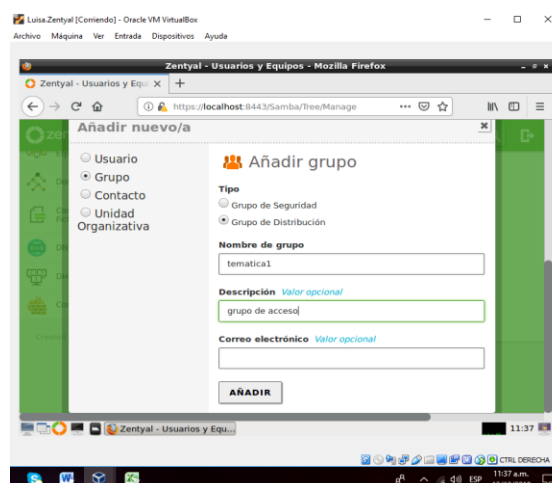 Luisa.Zentyal [Corriendo] - Oracle VM VirtualBox
Archivo Máquina Ver Entrada Dispositivos Ayuda
Zentyal - Usuarios y Equipos - Mozilla Firefox
Zentyal - Usuarios y Equ
https://localhost:8443/Samba/Tree/Manage
Añadir nuevo/a
Usuario
Grupo
Contacto
Unidad
Organizativa
Añadir grupo
Tipo
Grupo de Seguridad
Grupo de Distribución
Nombre de grupo
tematica1
Descripción Valor opcional
grupo de acceso
Correo electrónico Valor opcional
AÑADIR
Zentyal - Usuarios y Equ...
11:37
CTRL DERECHA
ESP
11:37 a.m.